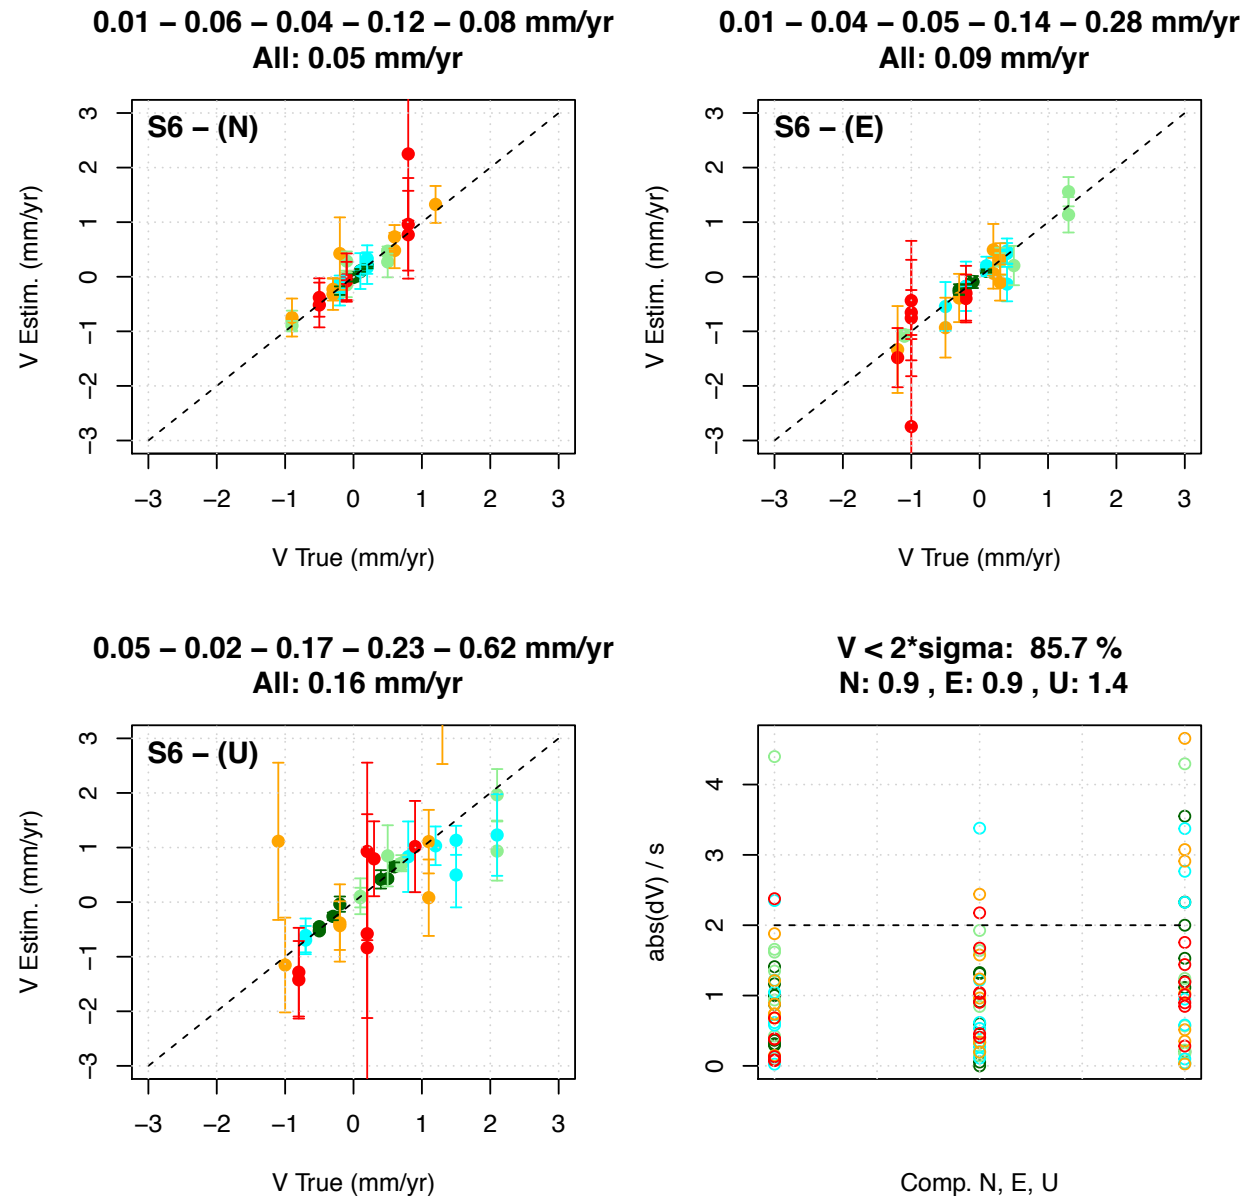 0.01 – 0.06 – 0.04 – 0.12 – 0.08 mm/yr
All: 0.05 mm/yr
S6 – (N)
3
2
1
0
−1
−2
−3
V Estim. (mm/yr)
−3 −2 −1 0 1 2 3
V True (mm/yr)
0.01 – 0.04 – 0.05 – 0.14 – 0.28 mm/yr
All: 0.09 mm/yr
S6 – (E)
3
2
1
0
−1
−2
−3
V Estim. (mm/yr)
−3 −2 −1 0 1 2 3
V True (mm/yr)
0.05 – 0.02 – 0.17 – 0.23 – 0.62 mm/yr
All: 0.16 mm/yr
S6 – (U)
3
2
1
0
−1
−2
−3
V Estim. (mm/yr)
−3 −2 −1 0 1 2 3
V True (mm/yr)
V < 2*sigma: 85.7 %
N: 0.9 , E: 0.9 , U: 1.4
4
3
2
1
0
abs(dV) / s
Comp. N, E, U